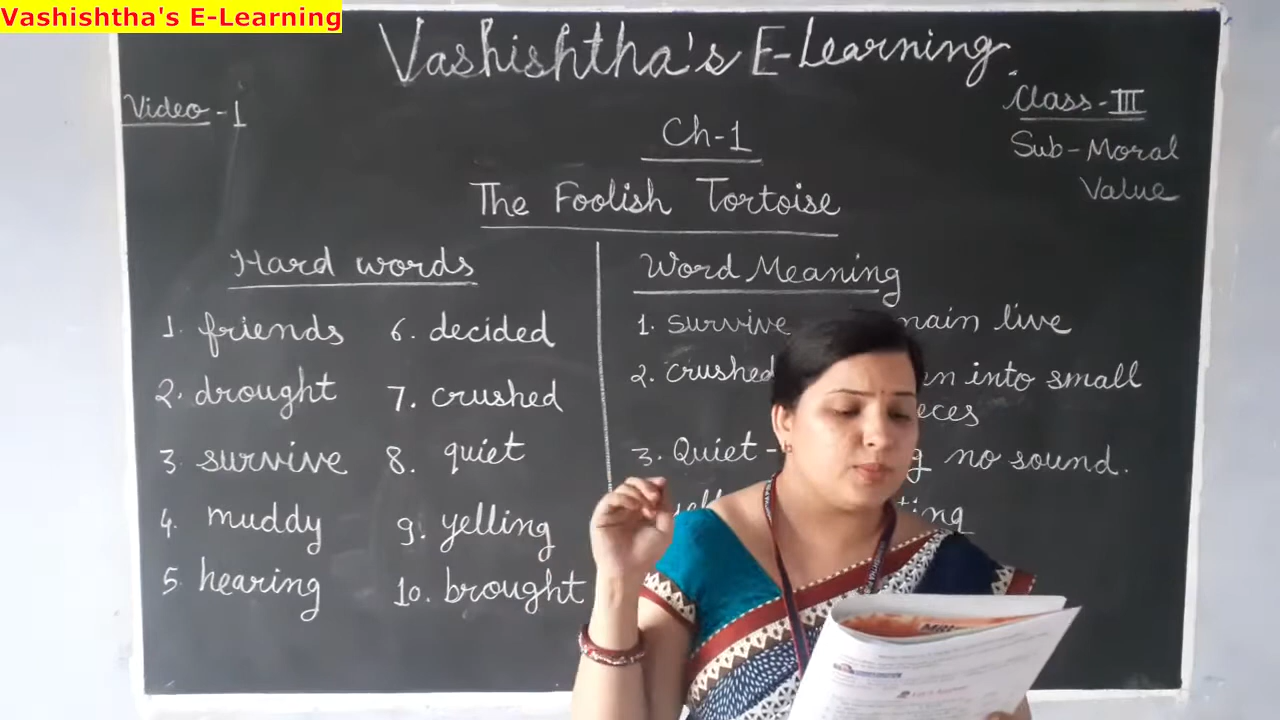 Vashishtha's E-Learning
Vashishtha's E-Learning
Video - 1
Class - III
Sub - Moral
Value
Ch-1
The Foolish Tortoise
Hard words
1. friends
2. drought
3. survive
4. muddy
5. hearing
6. decided
7. crushed
8. quiet
9. yelling
10. brought
Word Meaning
1. survive live
2. crushed into small
3. Quiet - no sound.